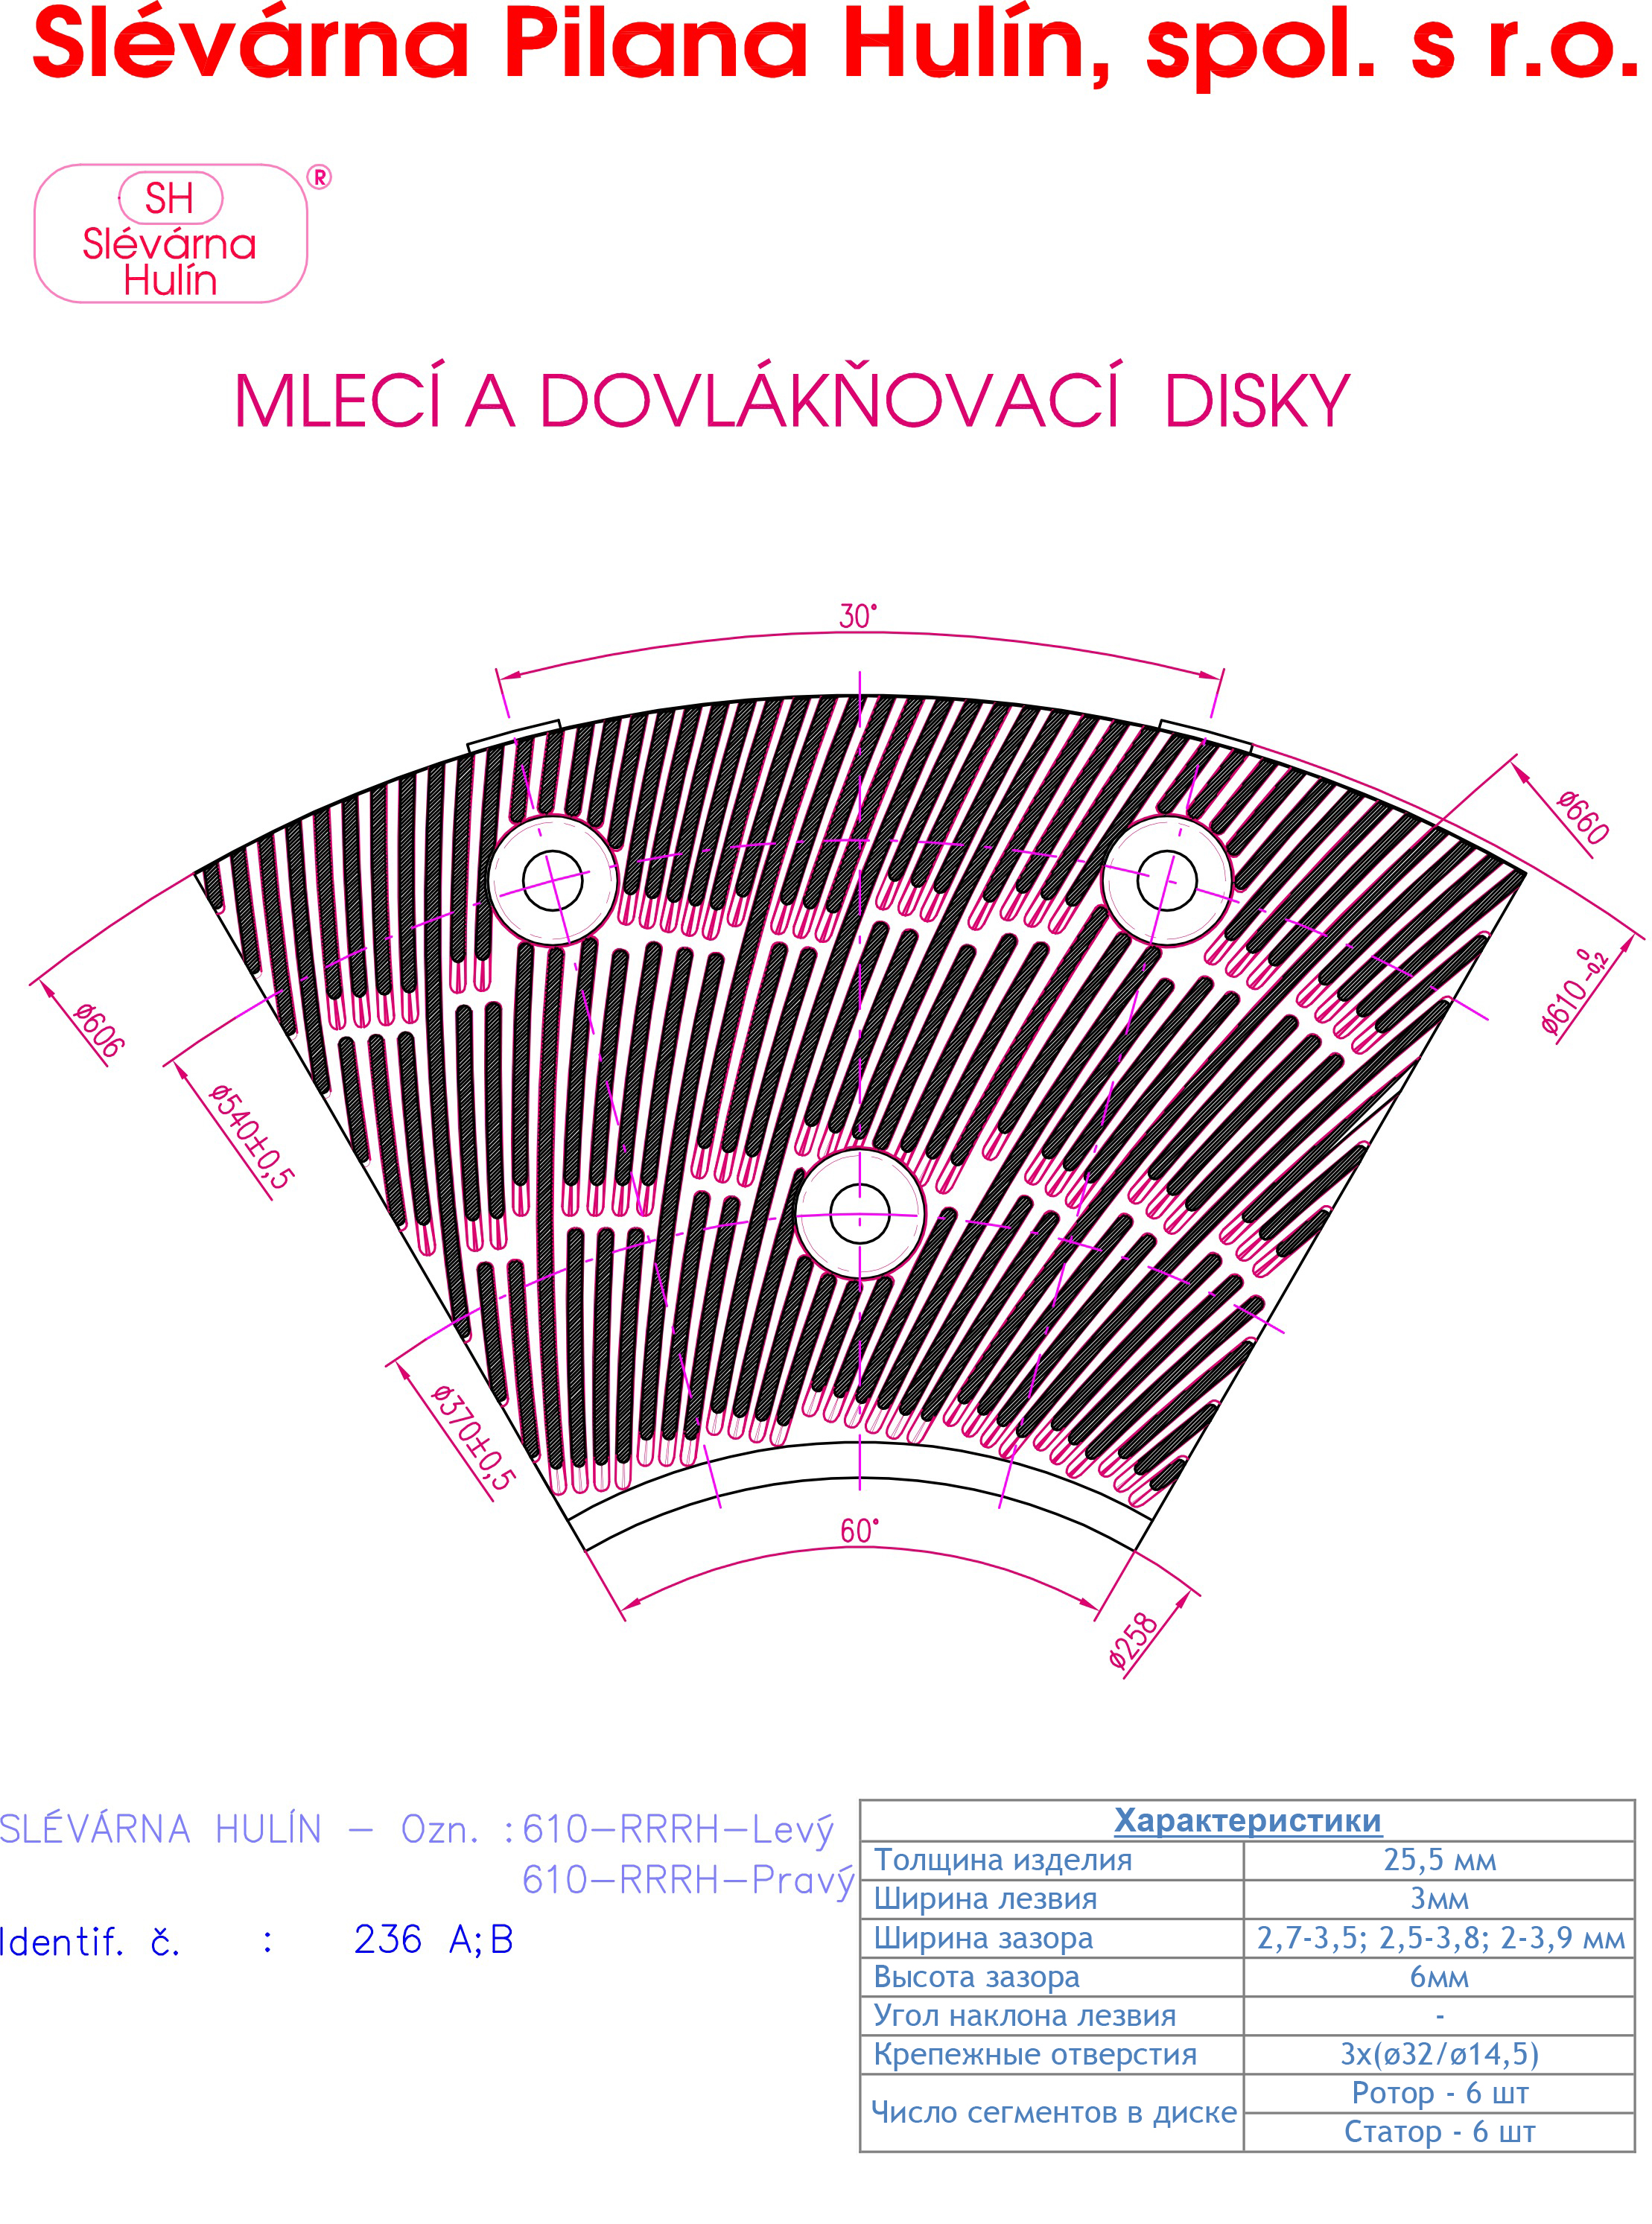 Slévárna Pilana Hulín, spol. s r.o.
SH
®
Slévárna
Hulín
MLECÍ A DOVLÁKŇOVACÍ DISKY
30°
ø660
ø606
ø610 0 -0,2
ø540±0,5
ø370±0,5
60°
ø258
SLÉVÁRNA HULÍN – Ozn. :610–RRRH–Levý
610–RRRH–Pravý
Identif. č. : 236 A;B
Характеристики
Толщина изделия 25,5 мм
Ширина лезвия 3мм
Ширина зазора 2,7-3,5; 2,5-3,8; 2-3,9 мм
Высота зазора 6мм
Угол наклона лезвия -
Крепежные отверстия 3х(ø32/ø14,5)
Число сегментов в диске Ротор - 6 шт
Статор - 6 шт